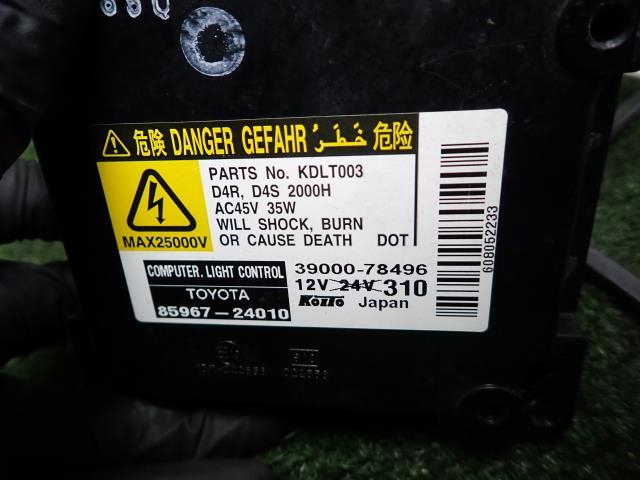 危険 DANGER GEFAHR خَطَرْ 危险
PARTS No. KDLT003
D4R, D4S 2000H
AC45V 35W
WILL SHOCK, BURN
OR CAUSE DEATH DOT
MAX25000V
COMPUTER. LIGHT CONTROL
39000-78496
TOYOTA
12V 24V 310
85967-24010
KOITO Japan
608052233